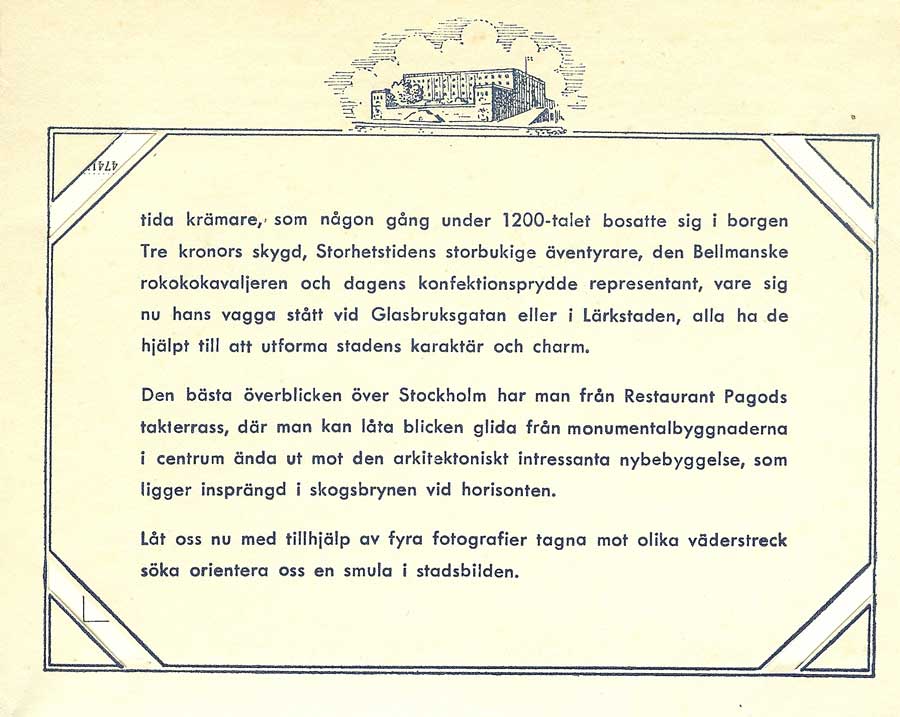 tida krämare, som någon gång under 1200-talet bosatte sig i borgen
Tre kronors skygd, Storhetstidens storbukige äventyrare, den Bellmanske
rokokokavaljeren och dagens konfektionsprydde representant, vare sig
nu hans vagga stått vid Glasbruksgatan eller i Lärkstaden, alla ha de
hjälpt till att utforma stadens karaktär och charm.
Den bästa överblicken över Stockholm har man från Restaurant Pagods
takterrass, där man kan låta blicken glida från monumentalbyggnaderna
i centrum ända ut mot den arkitektoniskt intressanta nybebyggelse, som
ligger insprängd i skogsbrynen vid horisonten.
Låt oss nu med tillhjälp av fyra fotografier tagna mot olika väderstreck
söka orientera oss en smula i stadsbilden.